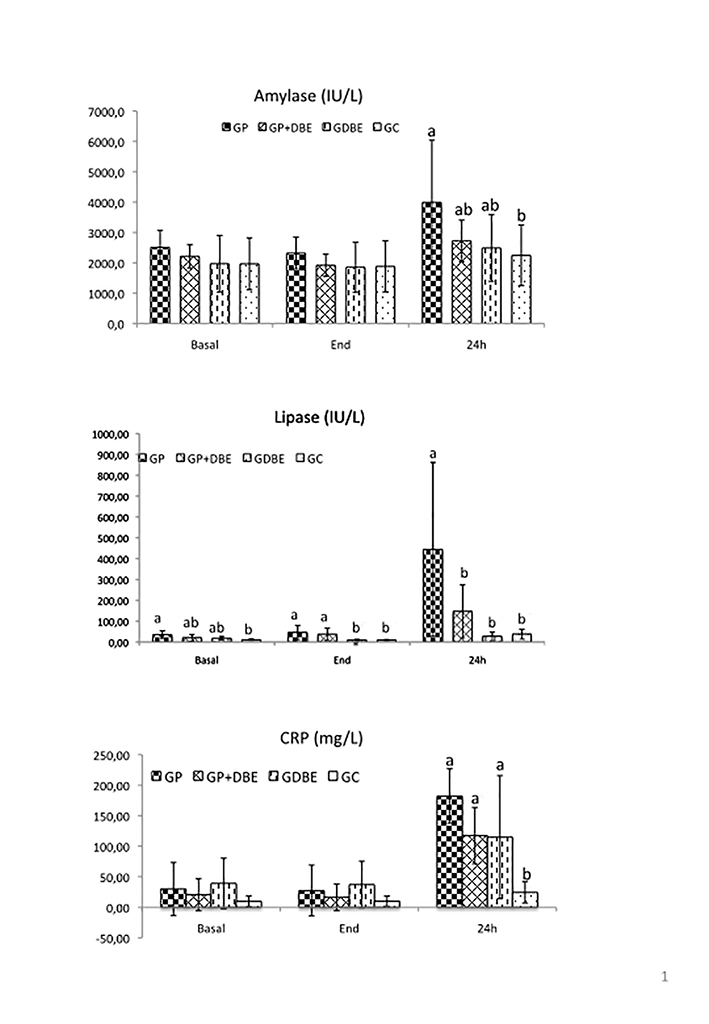 Amylase (IU/L)
7000,0
GP GP+DBE GDBE GC
6000,0
a
5000,0
4000,0
ab ab b
3000,0
2000,0
1000,0
0,0
Basal End 24h
Lipase (IU/L)
1000,00
900,00
GP GP+DBE GDBE GC
a
800,00
700,00
600,00
500,00
400,00
300,00
b
200,00
100,00
a ab ab b a a b b b b
0,00
Basal End 24h
CRP (mg/L)
250,00
GP GP+DBE GDBE GC
a a a
200,00
150,00
100,00
50,00
b
0,00
Basal End 24h
-50,00
1